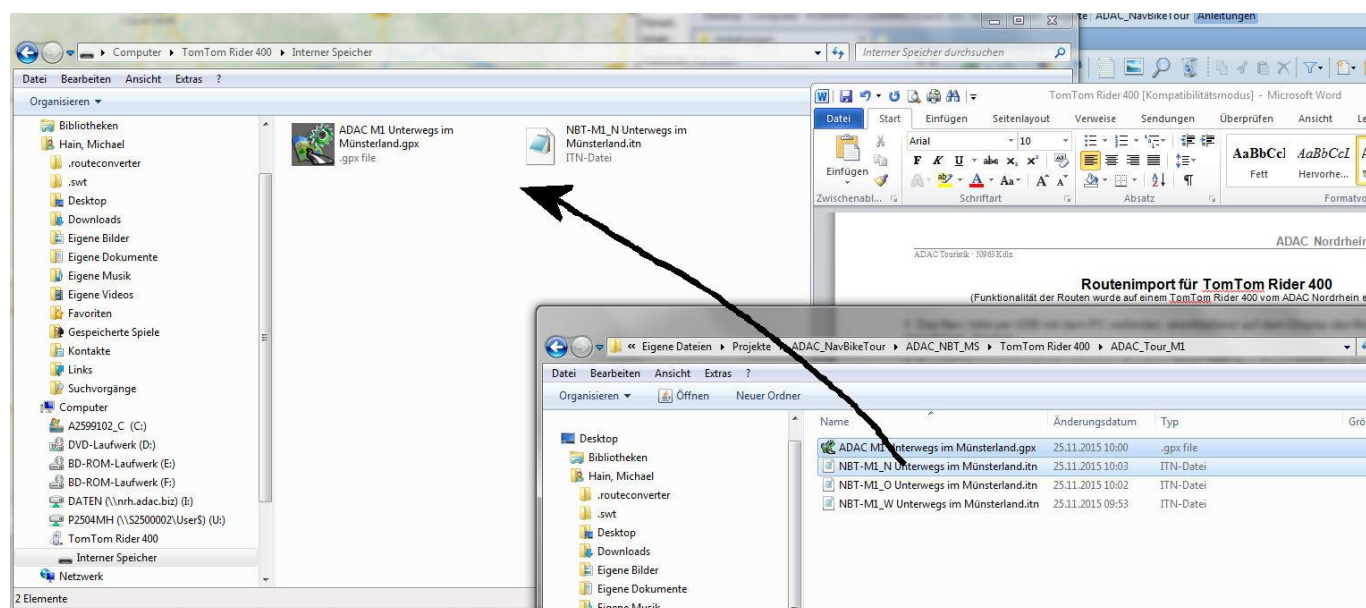 rte ADAC_NavBikeTour Anleitungen
Computer ▸ TomTom Rider 400 ▸ Interner Speicher
Interner Speicher durchsuchen
Datei Bearbeiten Ansicht Extras ?
Organisieren
Bibliotheken
Hain, Michael
.routeconverter
.swt
Desktop
Downloads
Eigene Bilder
Eigene Dokumente
Eigene Musik
Eigene Videos
Favoriten
Gespeicherte Spiele
Kontakte
Links
Suchvorgänge
Computer
A2599102_C (C:)
DVD-Laufwerk (D:)
BD-ROM-Laufwerk (E:)
BD-ROM-Laufwerk (F:)
DATEN (\\nrh.adac.biz) (I:)
P2504MH (\\S2500002\User$) (U:)
TomTom Rider 400
Interner Speicher
Netzwerk
2 Elemente
ADAC M1 Unterwegs im
Münsterland.gpx
.gpx file
NBT-M1_N Unterwegs im
Münsterland.itn
ITN-Datei
TomTom Rider 400 [Kompatibilitätsmodus] - Microsoft Word
Datei Start Einfügen Seitenlayout Verweise Sendungen Überprüfen Ansicht
Arial 10
Einfügen
F K U abe x₂ x²
AaBbCcl AaBbCcI
Fett Hervorhe...
Zwischenabl... Schriftart Absatz Formatvo
ADAC Nordrhein
ADAC Touristik · 50963 Köln
Routenimport für TomTom Rider 400
(Funktionalität der Routen wurde auf einem TomTom Rider 400 vom ADAC Nordrhein e
« Eigene Dateien ▸ Projekte ▸ ADAC_NavBikeTour ▸ ADAC_NBT_MS ▸ TomTom Rider 400 ▸ ADAC_Tour_M1
Datei Bearbeiten Ansicht Extras ?
Organisieren Öffnen Neuer Ordner
Desktop
Bibliotheken
Hain, Michael
.routeconverter
.swt
Desktop
Downloads
Eigene Bilder
Eigene Dokumente
Eigene Musik
Name Änderungsdatum Typ Grö
ADAC M1 Unterwegs im Münsterland.gpx 25.11.2015 10:00 .gpx file
NBT-M1_N Unterwegs im Münsterland.itn 25.11.2015 10:03 ITN-Datei
NBT-M1_O Unterwegs im Münsterland.itn 25.11.2015 10:02 ITN-Datei
NBT-M1_W Unterwegs im Münsterland.itn 25.11.2015 09:53 ITN-Datei